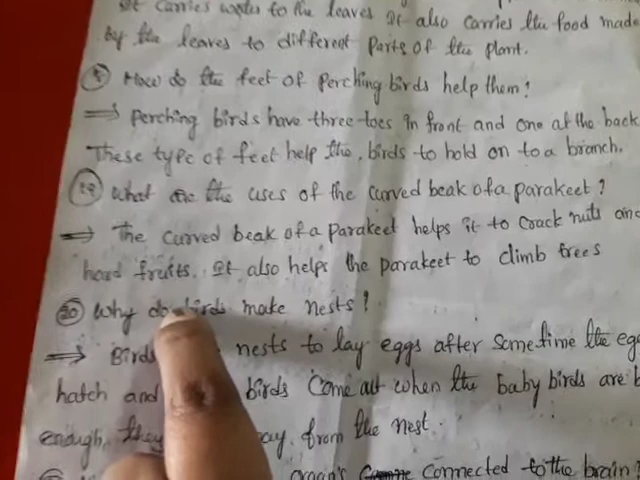 It carries water to the leaves It also carries the food made
by the leaves to different parts of the plant.
How do the feet of perching birds help them?
⇒ perching birds have three toes in front and one at the back
These type of feet help the, birds to hold on to a branch.
19 What are the uses of the curved beak of a parakeet?
⇒ The curved beak of a parakeet helps it to crack nuts and
hard fruits. It also helps the parakeet to climb trees
20 Why do birds make nests?
⇒ Birds nests to lay eggs after sometime the eg
hatch and birds come out when the baby birds are b
enough, they ay from the nest.
organ's connected to the brain?